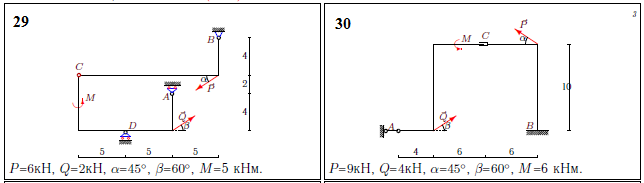 29
B
4
C
α
P
2
A
M
Q
4
D
β
5 5 5
P=6кН, Q=2кН, α=45°, β=60°, M=5 кНм.
30
3
P
M C
α
10
Q
A
β
B
4 6 6
P=9кН, Q=4кН, α=45°, β=60°, M=6 кНм.